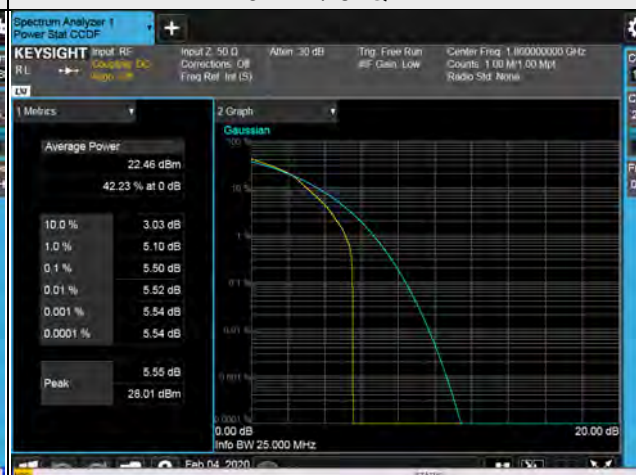 Spectrum Analyzer 1
Power Stat CCDF
KEYSIGHT
Input: RF
Input Z: 50 Ω
Atten: 30 dB
Trig: Free Run
Center Freq: 1.860000000 GHz
RL
Coupling: DC
Corrections: Off
#IF Gain: Low
Counts: 1.00 M/1.00 Mpt
Align: Off
Freq Ref: Int (S)
Radio Std: None
LXI
1 Metrics
2 Graph
Gaussian
Average Power
22.46 dBm
42.23 % at 0 dB
10.0 % 3.03 dB
1.0 % 5.10 dB
0.1 % 5.50 dB
0.01 % 5.52 dB
0.001 % 5.54 dB
0.0001 % 5.54 dB
Peak
5.55 dB
28.01 dBm
100 %
10 %
1 %
0.1 %
0.01 %
0.001 %
0.0001 %
0.00 dB
20.00 dB
Info BW 25.000 MHz
Feb 04, 2020